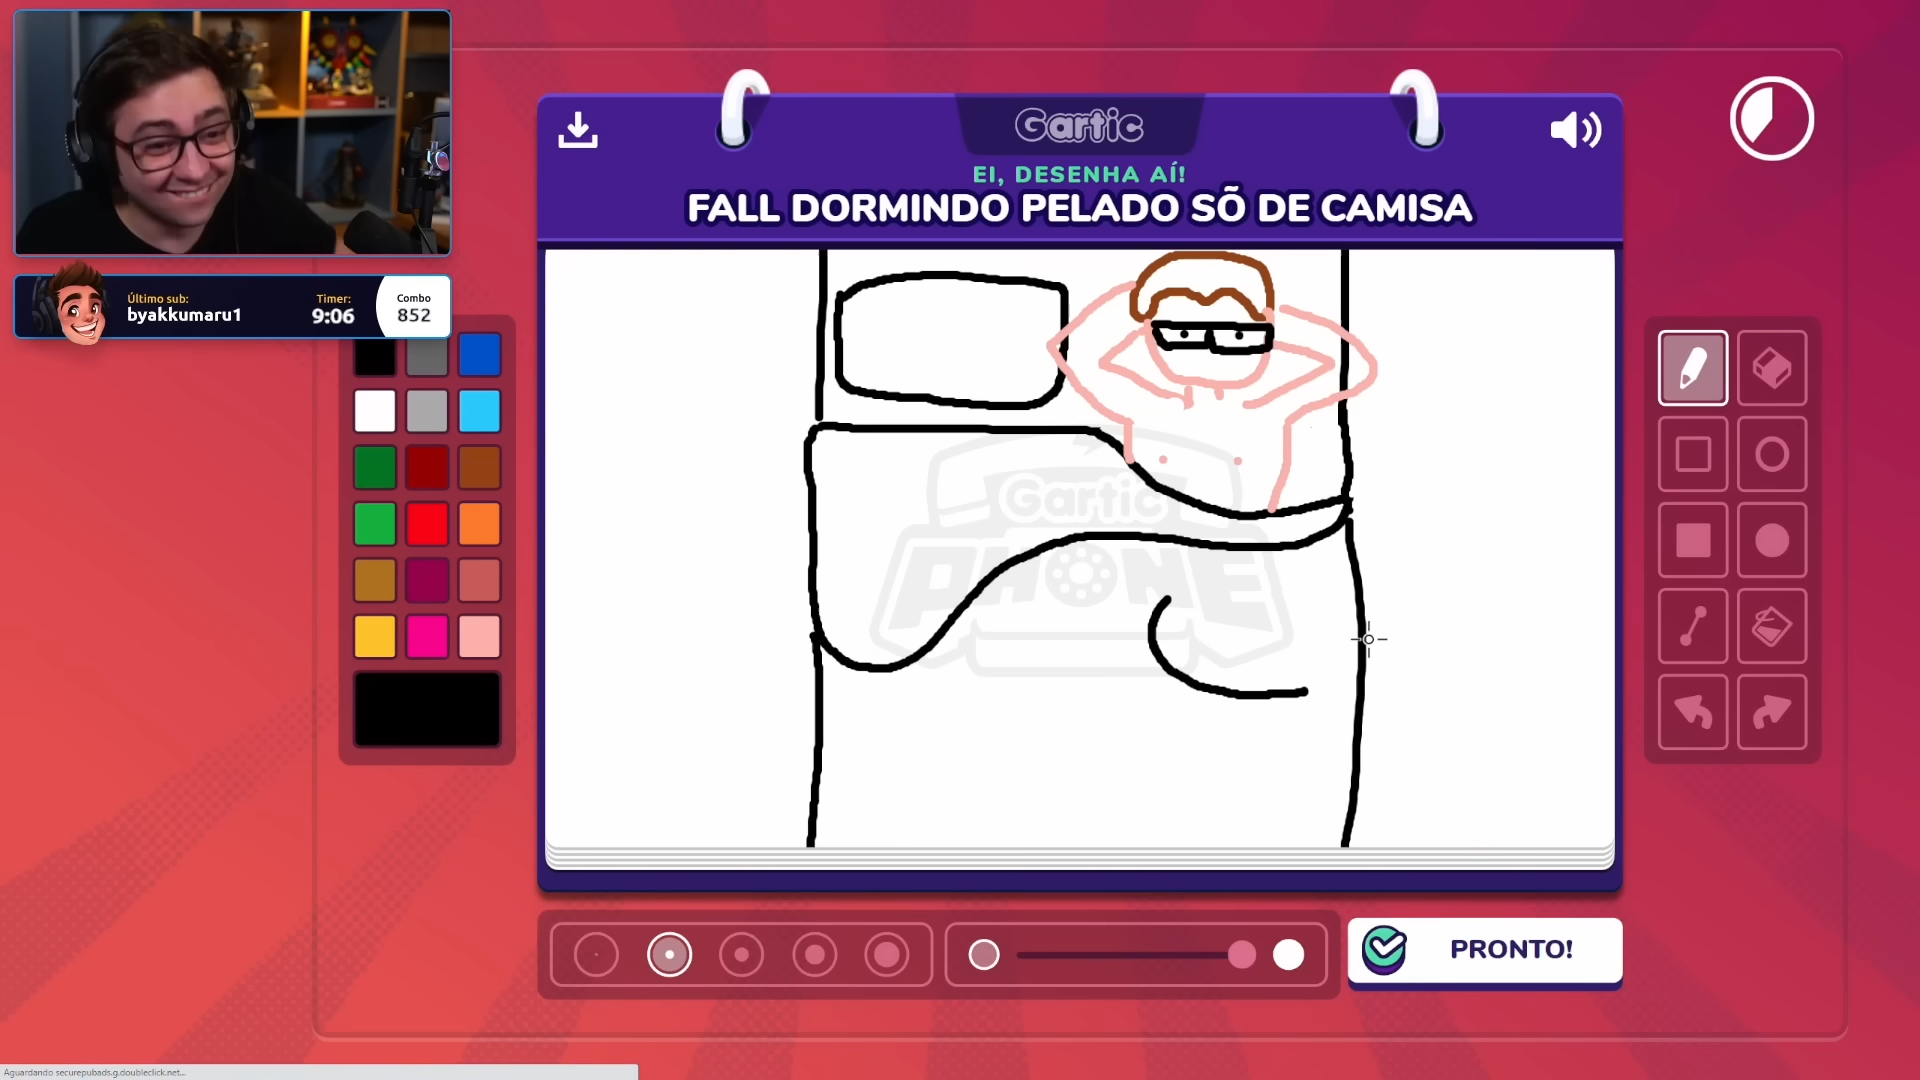 Gartic
EI, DESENHA AÍ!
FALL DORMINDO PELADO SÕ DE CAMISA
Último sub:
byakkumaru1
Timer:
9:06
Combo
852
Gartic
PHONE
PRONTO!
Aguardando securepubads.g.doubleclick.net...